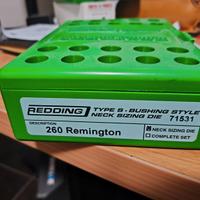 REDDING
TYPE S - BUSHING STYLE
NECK SIZING DIE 71531
DESCRIPTION
260 Remington
NECK SIZING DIE
COMPLETE SET